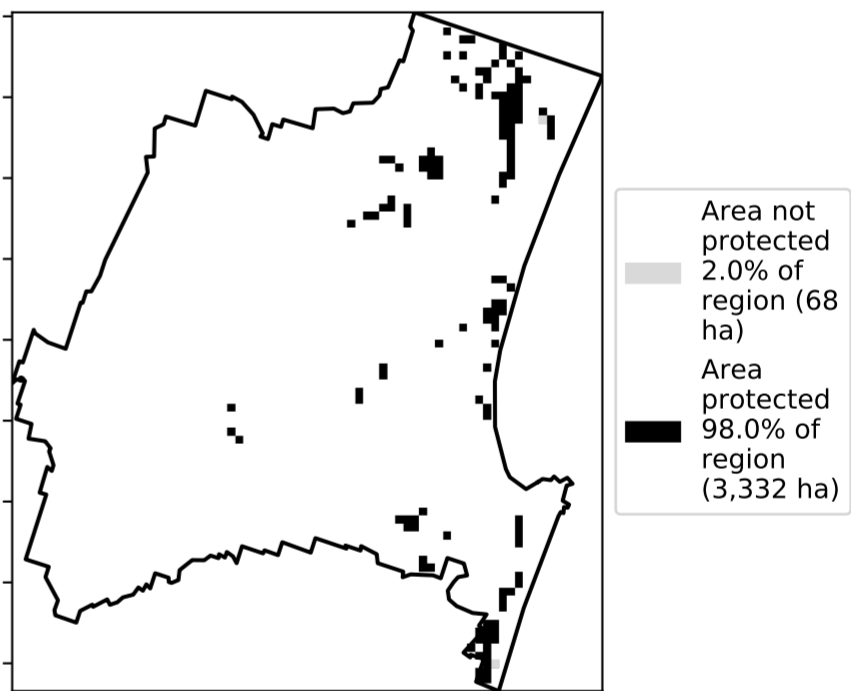 Area not
protected
2.0% of
region (68
ha)
Area
protected
98.0% of
region
(3,332 ha)